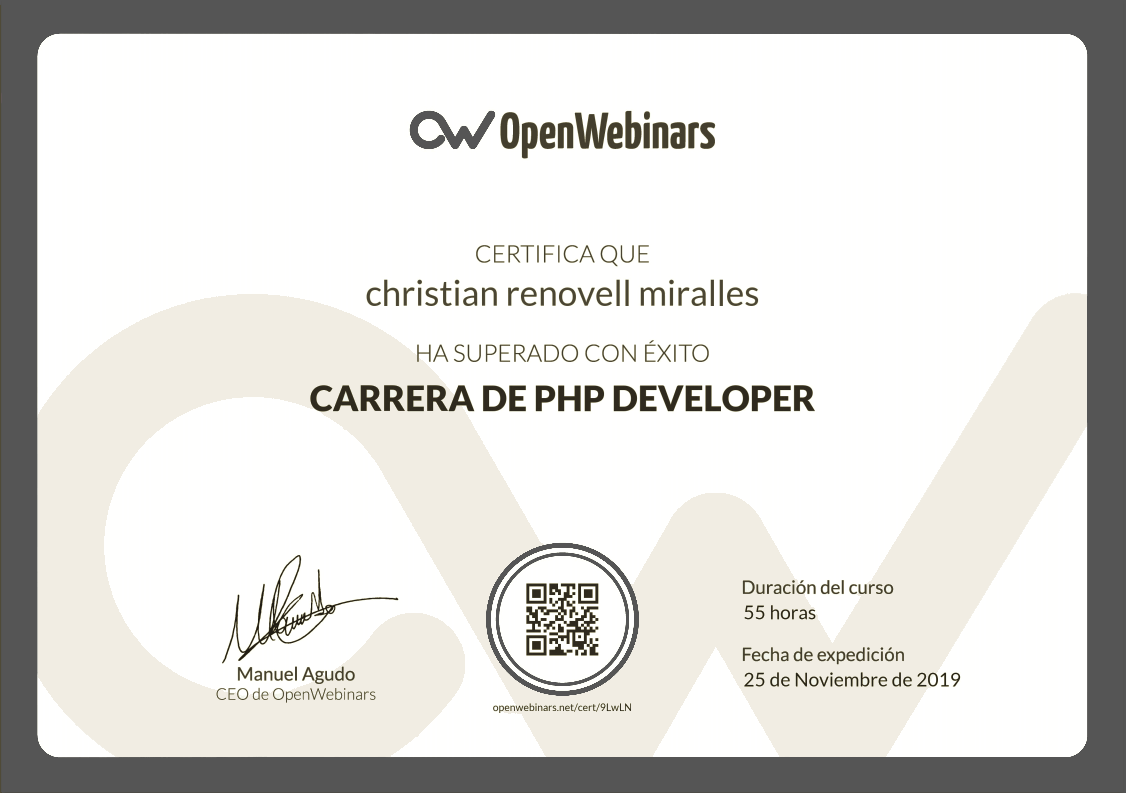 OpenWebinars
CERTIFICA QUE
christian renovell miralles
HA SUPERADO CON ÉXITO
CARRERA DE PHP DEVELOPER
Manuel Agudo
CEO de OpenWebinars
openwebinars.net/cert/9LwLN
Duración del curso
55 horas
Fecha de expedición
25 de Noviembre de 2019